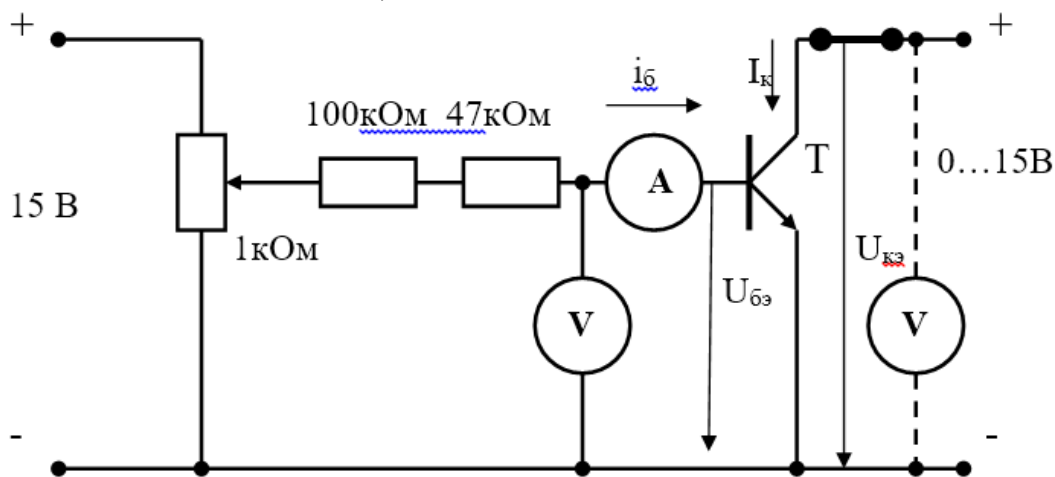 + +
iб Iк
100кОм 47кОм
A T 0…15В
15 В
1кОм Uкэ
Uбэ
V V
- -